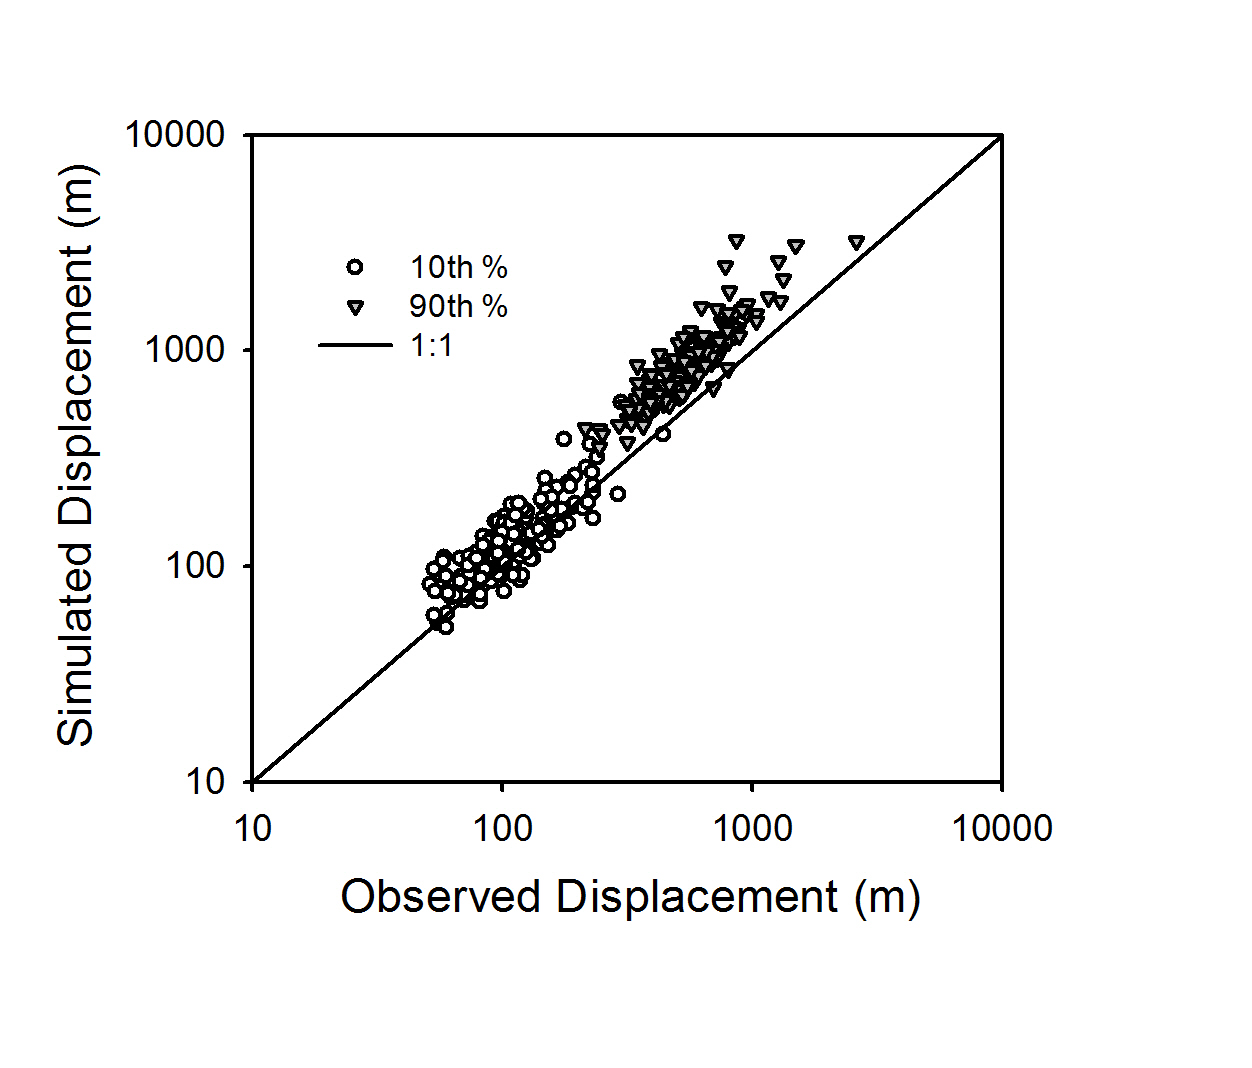 10000
1000
100
10
Simulated Displacement (m)
10th %
90th %
1:1
10 100 1000 10000
Observed Displacement (m)